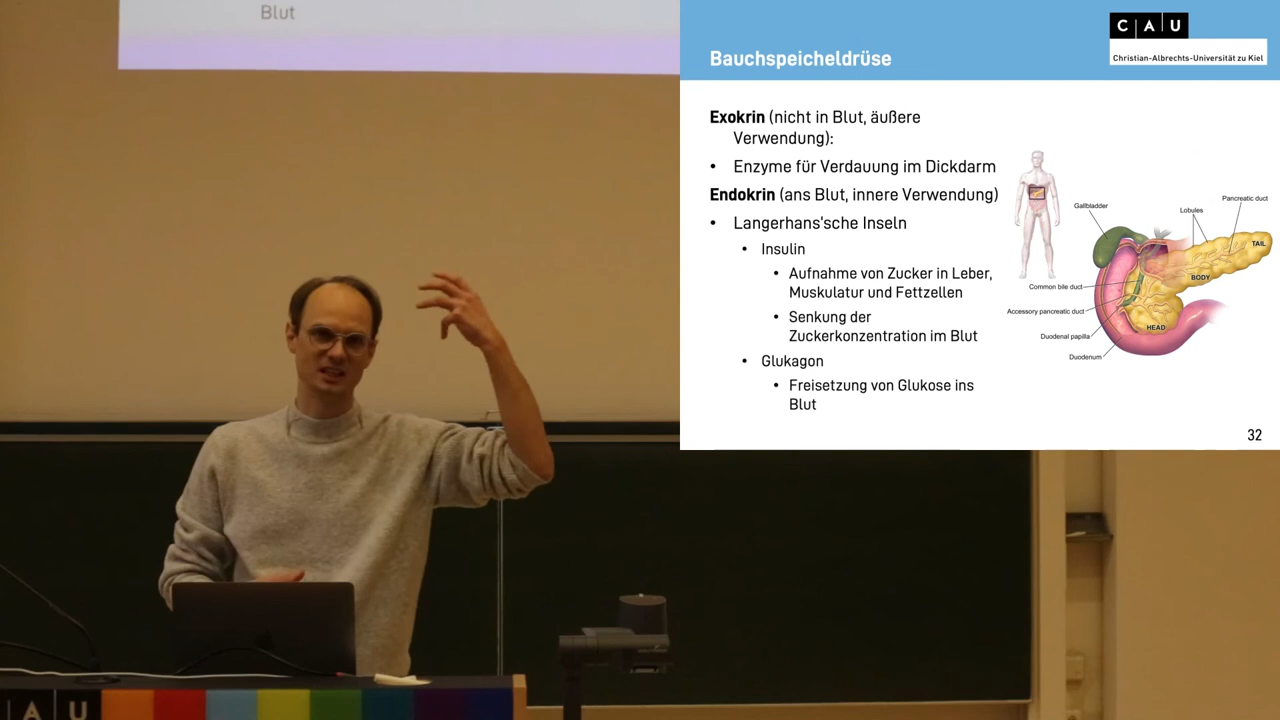 Blut
Bauchspeicheldrüse
C A U
Christian-Albrechts-Universität zu Kiel
Exokrin (nicht in Blut, äußere
Verwendung):
• Enzyme für Verdauung im Dickdarm
Endokrin (ans Blut, innere Verwendung)
• Langerhans'sche Inseln
• Insulin
• Aufnahme von Zucker in Leber,
Muskulatur und Fettzellen
• Senkung der
Zuckerkonzentration im Blut
• Glukagon
• Freisetzung von Glukose ins
Blut
Gallbladder
Lobules
Pancreatic duct
TAIL
BODY
Common bile duct
Accessory pancreatic duct
HEAD
Duodenal papilla
Duodenum
32
C A U